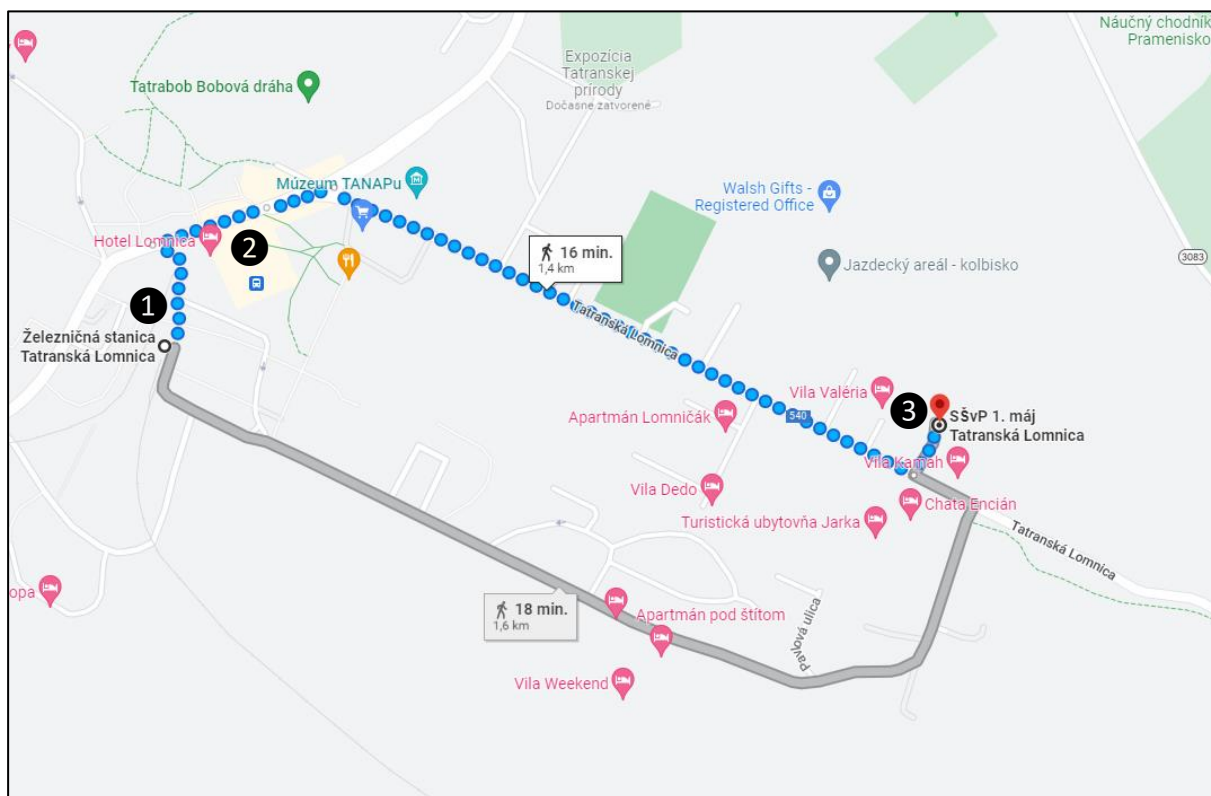 Náučný chodník
Pramenisko
Expozícia
Tatranskej
prírody
Dočasne zatvorené
Tatrabob Bobová dráha
Múzeum TANAPu
Walsh Gifts -
Registered Office
Hotel Lomnica
2
16 min.
1,4 km
Jazdecký areál - kolbisko
3083
1
Železničná stanica
Tatranská Lomnica
Tatranská Lomnica
Vila Valéria
3
SŠvP 1. máj
Tatranská Lomnica
Apartmán Lomničák
540
Vila Kamah
Vila Dedo
Chata Encián
Turistická ubytovňa Jarka
Tatranská Lomnica
opa
18 min.
1,6 km
Apartmán pod štítom
Pavlová ulica
Vila Weekend